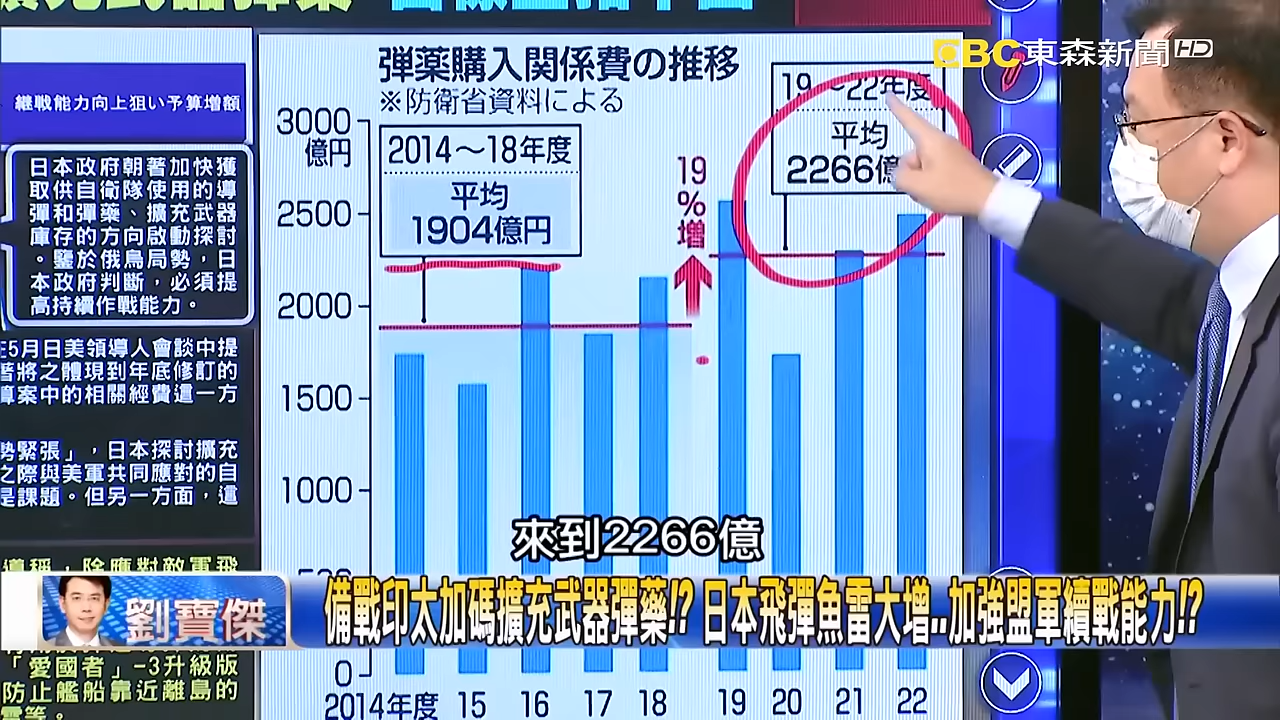 EBC東森新聞HD
継戦能力向上狙い予算増額
日本政府朝著加快獲
取供自衛隊使用的導
彈和彈藥、擴充武器
庫存的方向啟動探討
。鑒於俄烏局勢，日
本政府判斷，必須提
高持續作戰能力。
5月日美領導人會談中提
將之體現到年底修訂的
算案中的相關經費這一方
勢緊張」，日本探討擴充
之際與美軍共同應對的自
是課題。但另一方面，這
「愛國者」-3升級版
防止艦船靠近離島的
弾薬購入関係費の推移
※防衛省資料による
3000
億円
2500
2000
1500
1000
0
2014～18年度
平均
1904億円
19
%
増
19～22年度
平均
2266億
2014年度 15 16 17 18 19 20 21 22
來到2266億
劉寶傑
備戰印太加碼擴充武器彈藥!? 日本飛彈魚雷大增..加強盟軍續戰能力!?